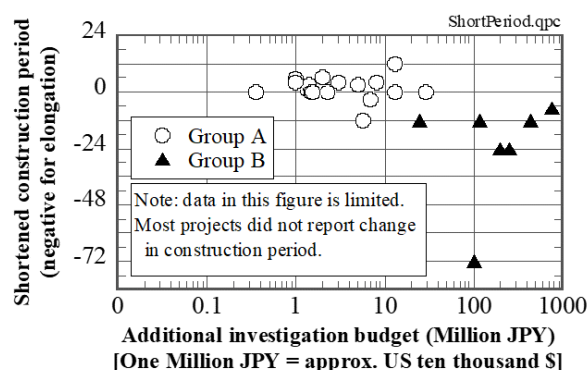 ShortPeriod.qpc
Shortened construction period
(negative for elongation)
24
0
-24
-48
-72
Group A
Group B
Note: data in this figure is limited.
Most projects did not report change
in construction period.
0 0.1 1 10 100 1000
Additional investigation budget (Million JPY)
[One Million JPY = approx. US ten thousand $]